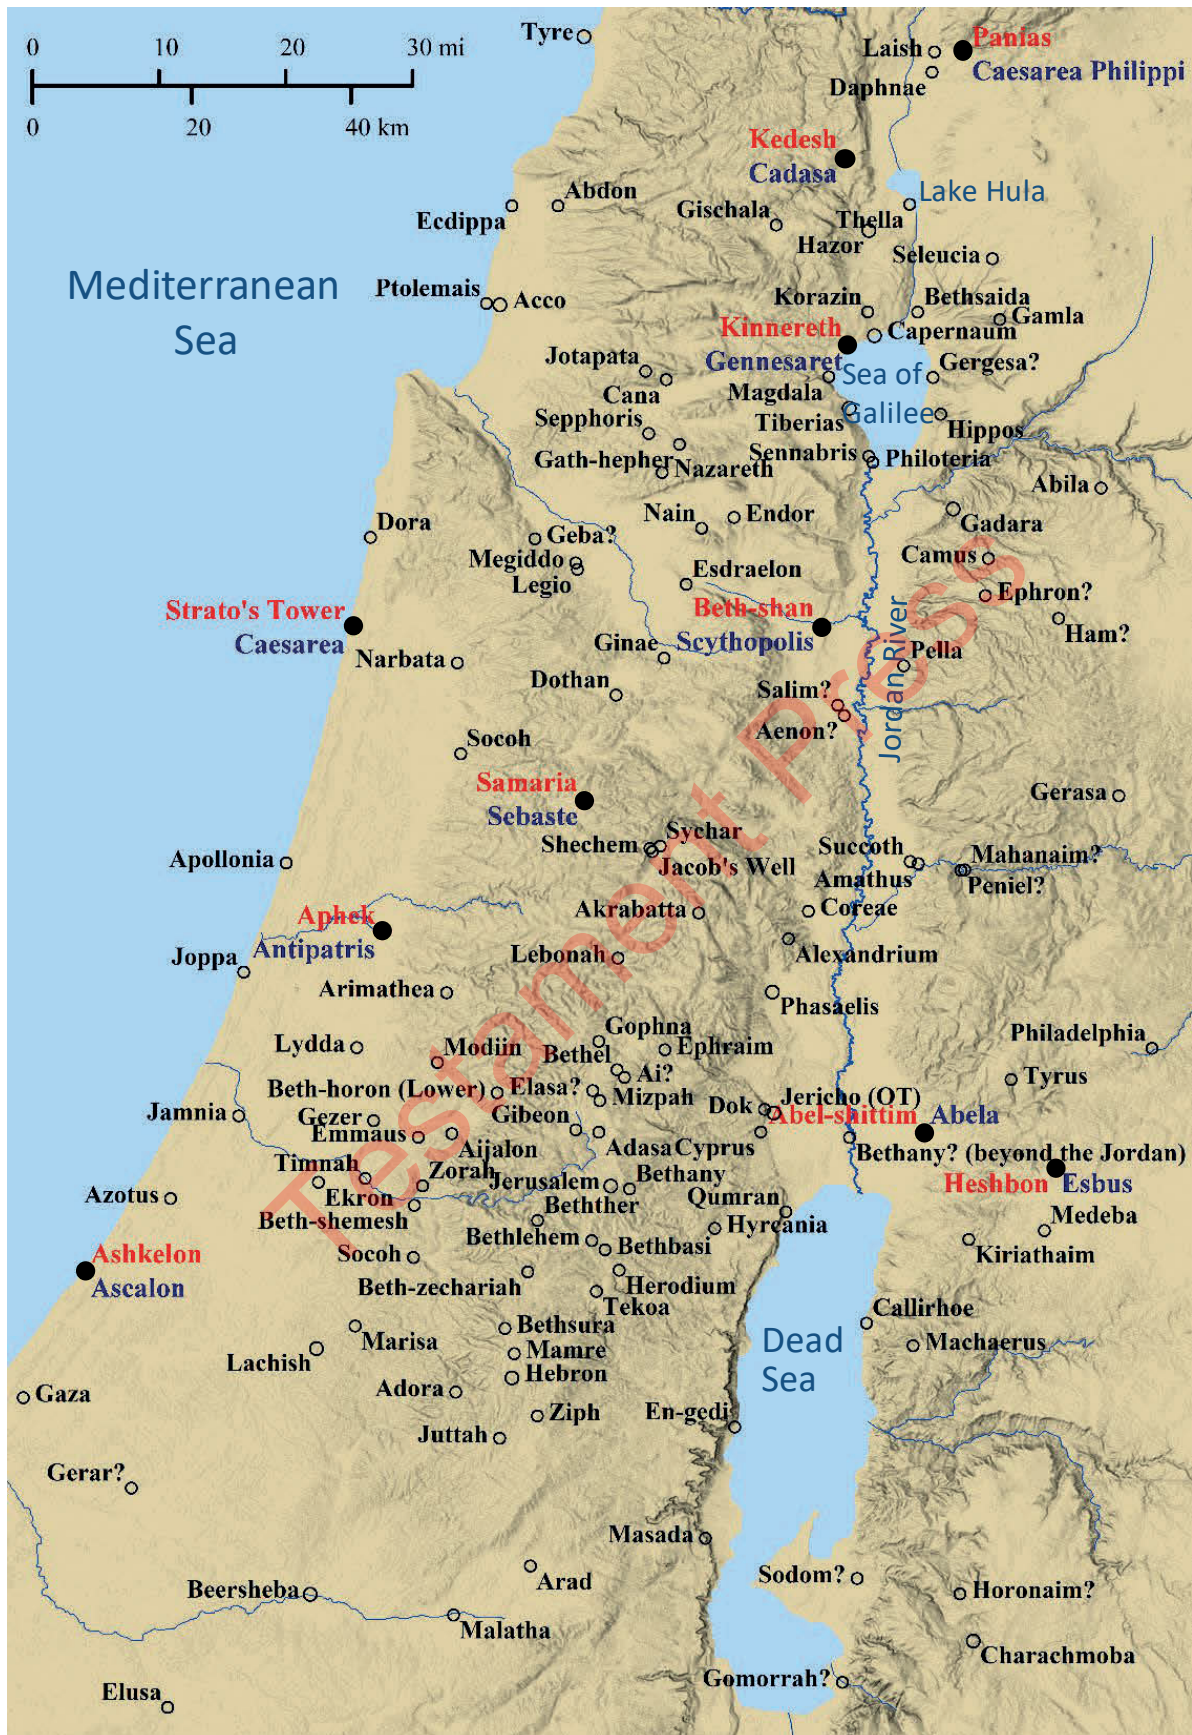 Tyre
0 10 20 30 mi
0 20 40 km
Laish
Panias
Caesarea Philippi
Daphnae
Kedesh
Cadasa
Lake Hula
Abdon
Ecdippa
Gischala
Thella
Hazor
Seleucia
Mediterranean
Sea
Ptolemais
Acco
Korazin
Bethsaida
Gamla
Kinnereth
Capernaum
Gennesaret
Jotapata
Cana
Magdala
Sea of
Galilee
Gergesa?
Tiberias
Hippos
Sepphoris
Gath-hepher
Nazareth
Sennabris
Philoteria
Abila
Nain
Endor
Gadara
Dora
Geba?
Megiddo
Legio
Camus
Esdraelon
Ephron?
Strato's Tower
Caesarea
Beth-shan
Scythopolis
Ham?
Jordan River
Narbata
Ginae
Pella
Dothan
Salim?
Aenon?
Socoh
Samaria
Sebaste
Gerasa
Shechem
Sychar
Jacob's Well
Succoth
Amathus
Mahanaim?
Peniel?
Apollonia
Akrabatta
Coreae
Aphek
Antipatris
Alexandrium
Joppa
Lebonah
Arimathea
Phasaelis
Testament Press
Gophna
Philadelphia
Lydda
Modiin
Bethel
Ephraim
Ai?
Tyrus
Beth-horon (Lower)
Elasa?
Mizpah
Jericho (OT)
Dok
Jamnia
Gezer
Gibeon
Abel-shittim
Abela
Emmaus
Aijalon
Adasa
Cyprus
Bethany? (beyond the Jordan)
Timnah
Zorah
Jerusalem
Bethany
Heshbon
Esbus
Azotus
Ekron
Qumran
Beth-shemesh
Bethther
Hyrcania
Medeba
Bethlehem
Bethbasi
Kiriathaim
Ashkelon
Ascalon
Socoh
Beth-zechariah
Herodium
Tekoa
Callirhoe
Marisa
Bethsura
Dead
Sea
Machaerus
Lachish
Mamre
Hebron
Gaza
Adora
Ziph
En-gedi
Juttah
Gerar?
Masada
Arad
Sodom?
Horonaim?
Beersheba
Malatha
Charachmoba
Gomorrah?
Elusa